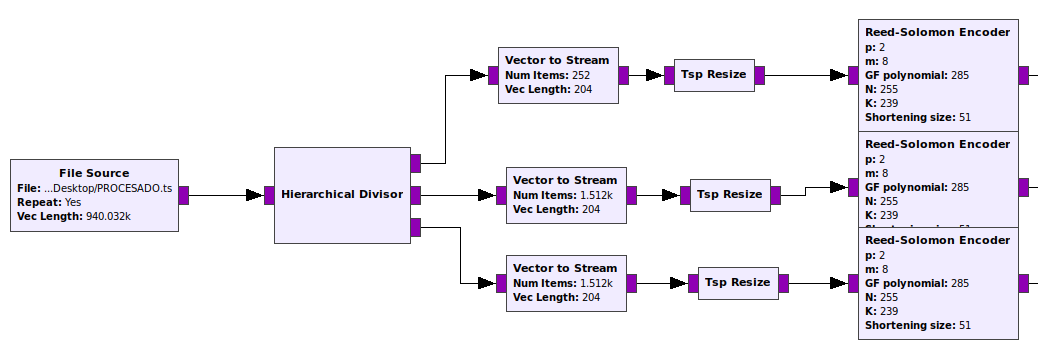 File Source
File: ...Desktop/PROCESADO.ts
Repeat: Yes
Vec Length: 940.032k
Hierarchical Divisor
Vector to Stream
Num Items: 252
Vec Length: 204
Tsp Resize
Reed-Solomon Encoder
p: 2
m: 8
GF polynomial: 285
N: 255
K: 239
Shortening size: 51
Vector to Stream
Num Items: 1.512k
Vec Length: 204
Tsp Resize
Reed-Solomon Encoder
p: 2
m: 8
GF polynomial: 285
N: 255
K: 239
Vector to Stream
Num Items: 1.512k
Vec Length: 204
Tsp Resize
Reed-Solomon Encoder
p: 2
m: 8
GF polynomial: 285
N: 255
K: 239
Shortening size: 51